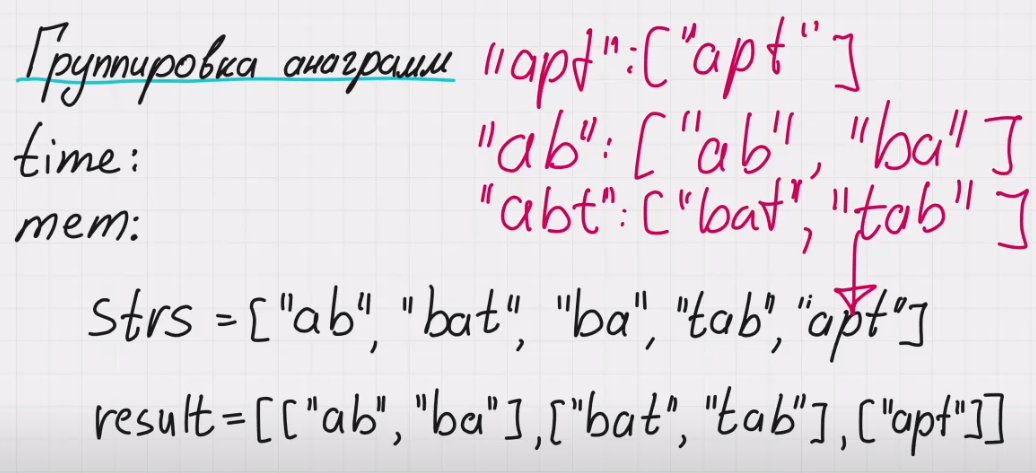 Группировка анаграмм
"apt":["apt"]
time:
"ab":["ab", "ba"]
mem:
"abt":["bat", "tab"]
Strs =["ab", "bat", "ba", "tab", "apt"]
result=[["ab", "ba"],["bat", "tab"],["apt"]]